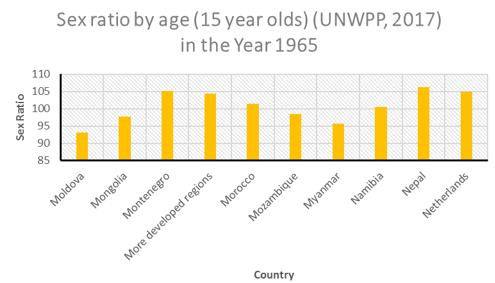 Sex ratio by age (15 year olds) (UNWPP, 2017)
in the Year 1965
Sex Ratio
110
105
100
95
90
85
Moldova
Mongolia
Montenegro
More developed regions
Morocco
Mozambique
Myanmar
Namibia
Nepal
Netherlands
Country